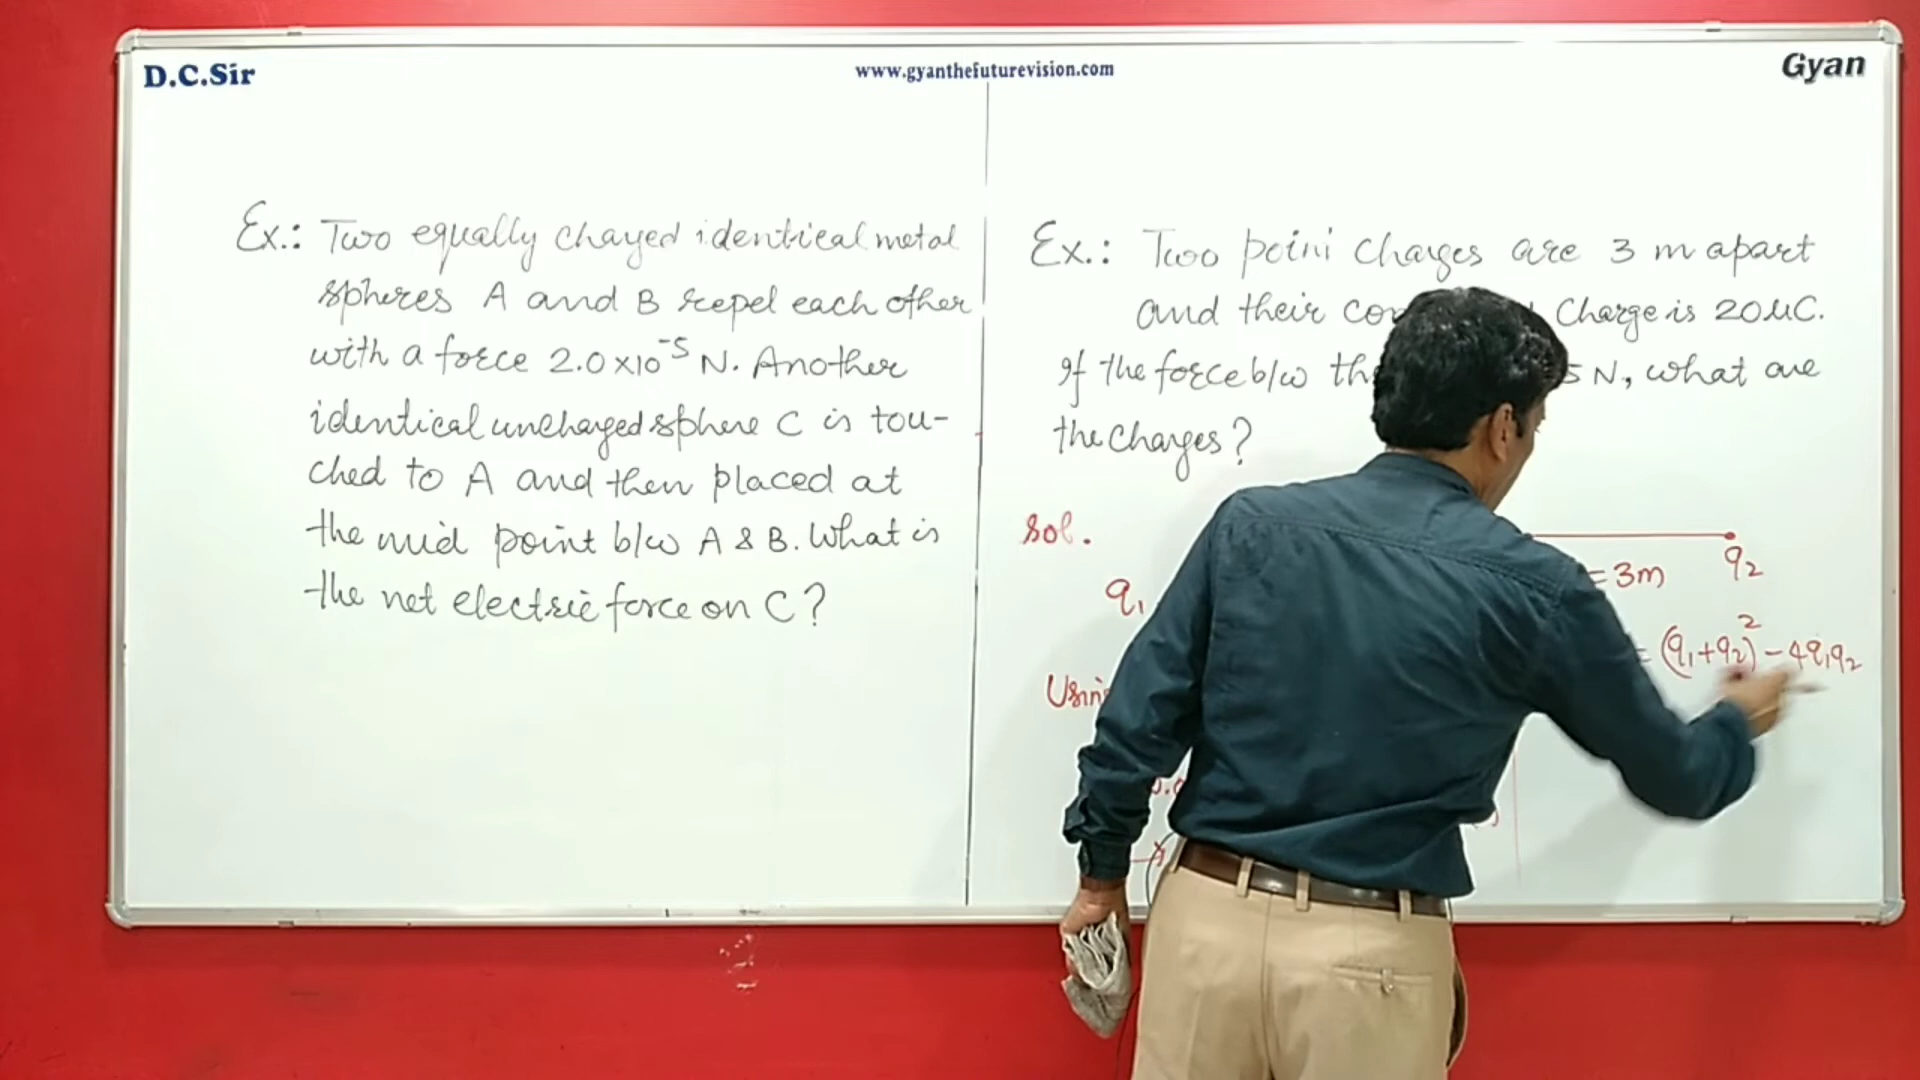 D.C.Sir
www.gyanthefuturevision.com
Gyan
Ex.: Two equally charged identical metal
spheres A and B repel each other
with a force 2.0×10⁻⁵ N. Another
identical uncharged sphere C is tou-
ched to A and then placed at
the mid point b/w A & B. What is
the net electric force on C?
Ex.: Two point charges are 3 m apart
and their Charge is 20 μC.
If the force b/w 5 N, what are
the charges?
Sol.
= 3m q₂
q₁
= (q₁+q₂)² - 4q₁q₂